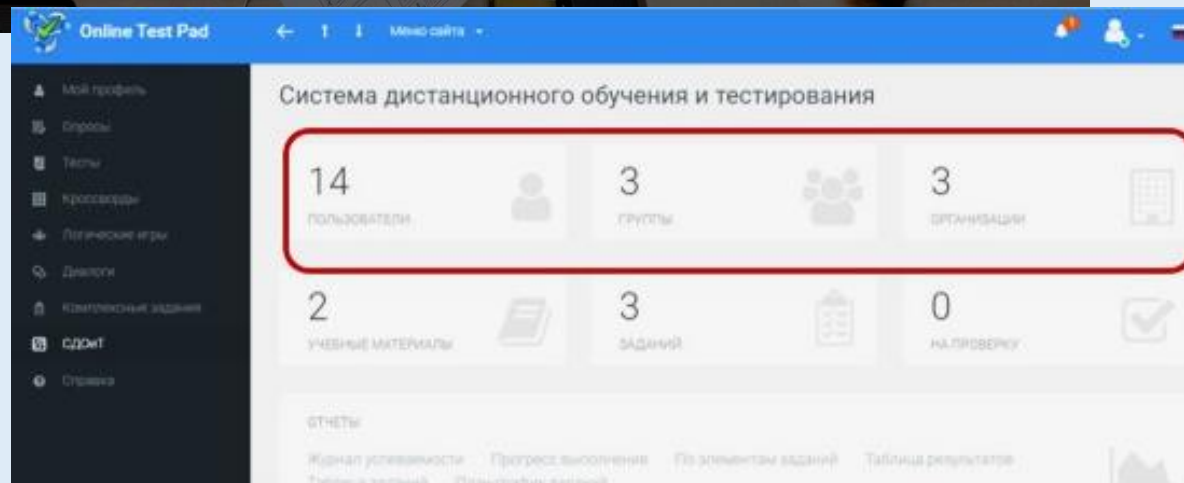 Online Test Pad
Меню сайта
Мой профиль
Опросы
Тесты
Кроссворды
Логические игры
Диалоги
Комплексные задания
СДОиТ
Справка
Система дистанционного обучения и тестирования
14
ПОЛЬЗОВАТЕЛИ
3
ГРУППЫ
3
ОРГАНИЗАЦИИ
2
УЧЕБНЫЕ МАТЕРИАЛЫ
3
ЗАДАНИЙ
0
НА ПРОВЕРКУ
ОТЧЕТЫ
Журнал успеваемости Прогресс выполнения По элементам заданий Таблица результатов